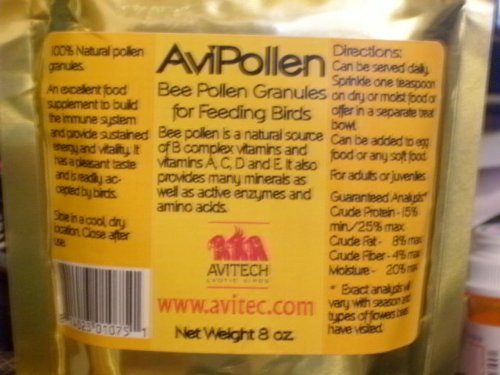 100% Natural pollen
granules.
An excellent food
supplement to build
the immune system
and provide sustained
energy and vitality. It
has a pleasant taste
and is readily ac-
cepted by birds.
Store in a cool, dry
location. Close after
use.
AviPollen
Bee Pollen Granules
for Feeding Birds
Bee pollen is a natural source
of B complex vitamins and
vitamins A, C, D and E. It also
provides many minerals as
well as active enzymes and
amino acids.
AVITECH
EXOTIC BIRDS
www.avitec.com
Net Weight 8 oz.
Directions:
Can be served daily.
Sprinkle one teaspoon
on dry or moist food or
offer in a separate treat
bowl.
Can be added to egg
food or any soft food.
For adults or juveniles.
Guaranteed Analysis*
Crude Protein - 15%
min/25% max
Crude Fat - 8% max
Crude Fiber - 4% max
Moisture - 20% max
* Exact analysis will
vary with season and
types of flowers bees
have visited.